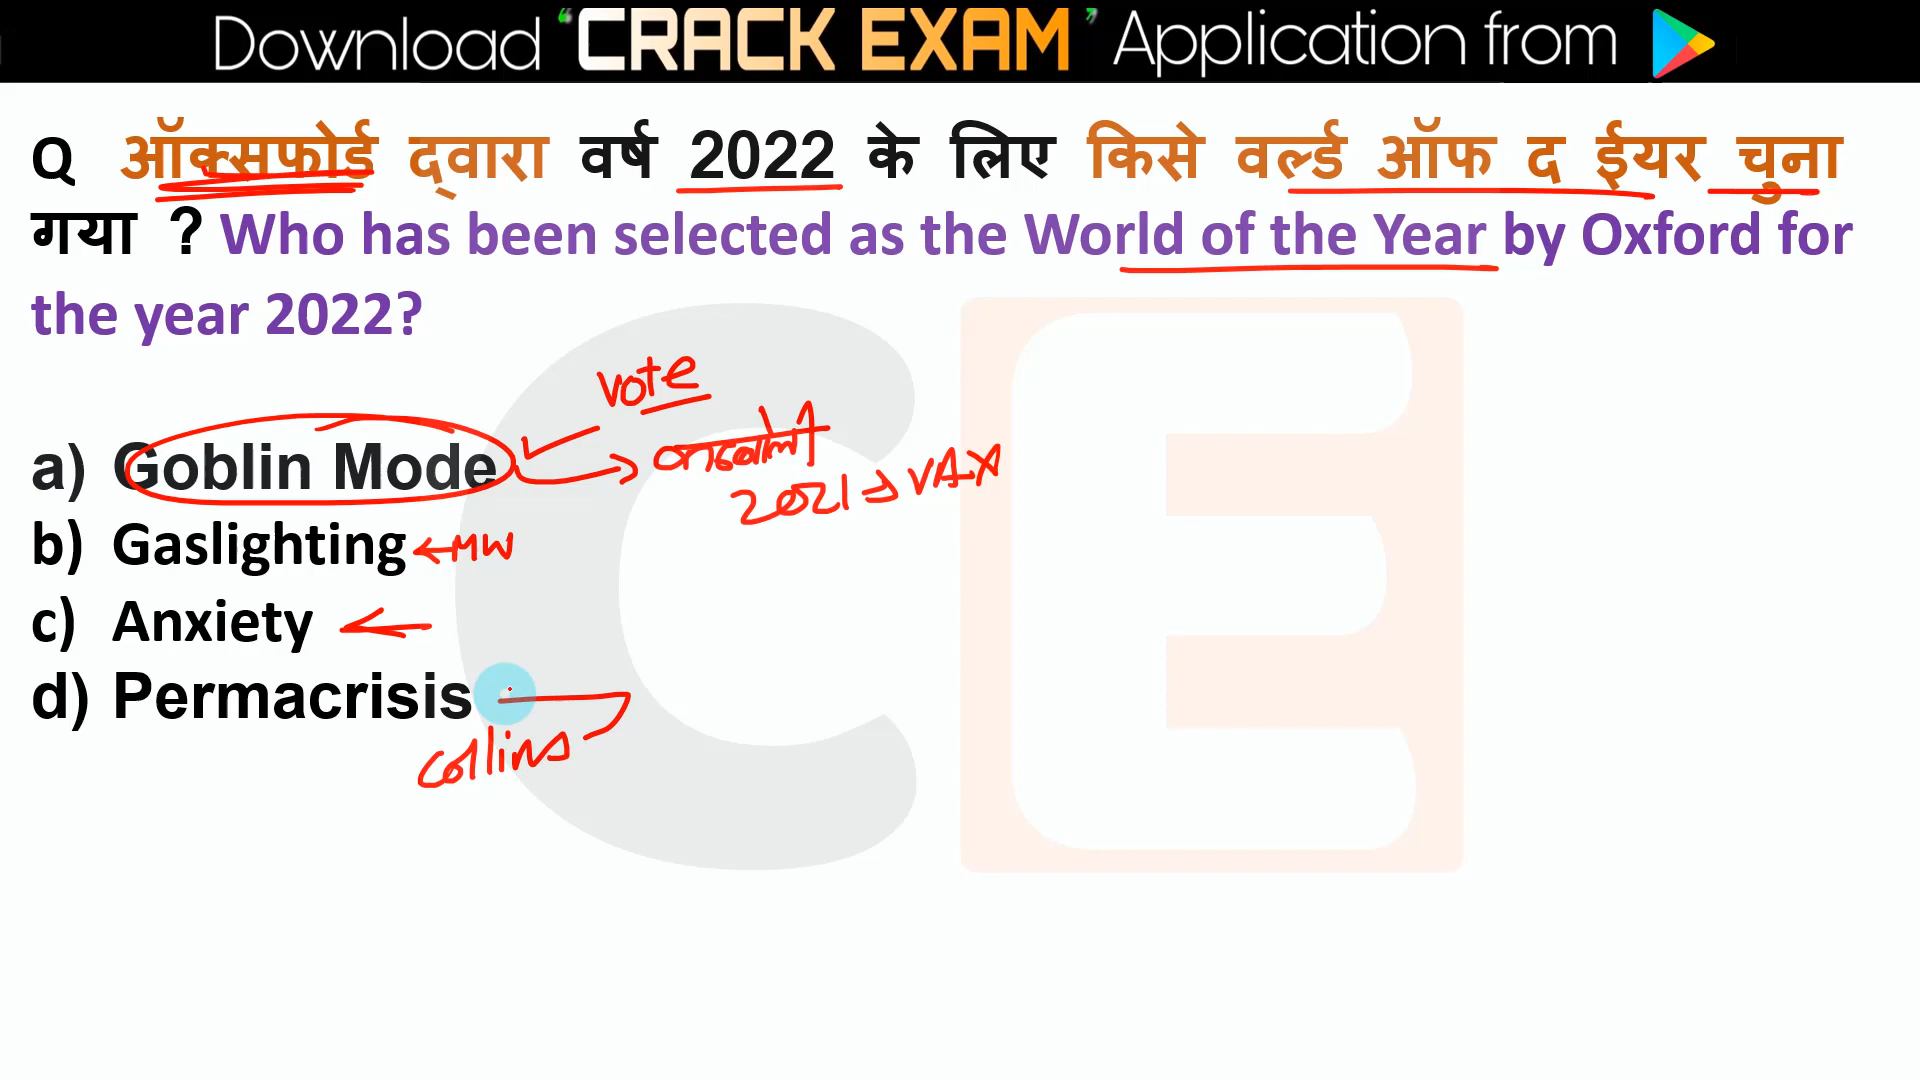 Download ‘CRACK EXAM’ Application from
Q ऑक्सफोर्ड द्वारा वर्ष 2022 के लिए किसे वर्ल्ड ऑफ द ईयर चुना
गया ? Who has been selected as the World of the Year by Oxford for
the year 2022?
vote
a) Goblin Mode
2021 → VAX
b) Gaslighting ← MW
c) Anxiety
d) Permacrisis
collins
CE